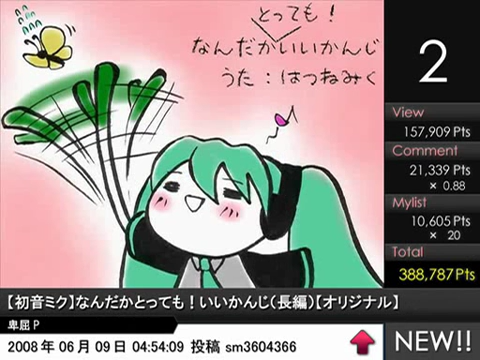 とっても！
なんだかいいかんじ
うた：はつねみく
2
View
157,909 Pts
Comment
21,339 Pts
× 0.88
Mylist
10,605 Pts
× 20
Total
388,787 Pts
【初音ミク】なんだかとっても！いいかんじ（長編）【オリジナル】
卑屈P
2008 年 06 月 09 日 04:54:09 投稿 sm3604366
NEW!!